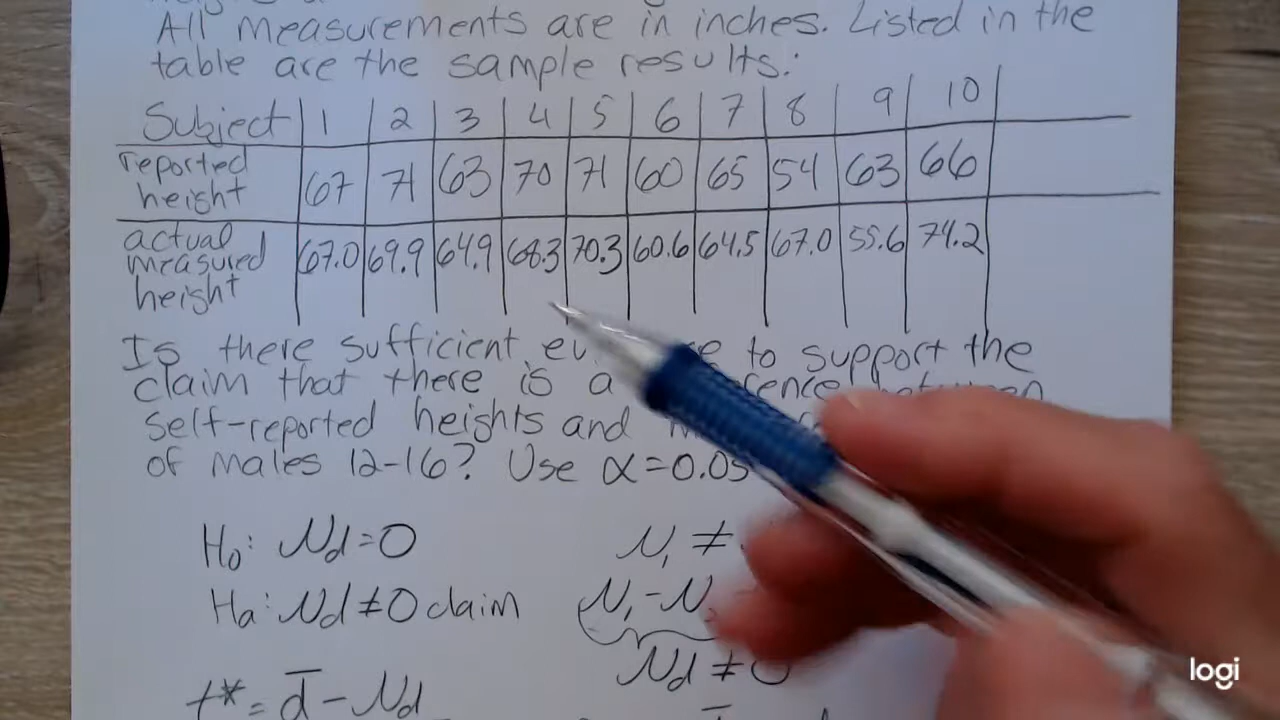 All measurements are in inches. Listed in the
table are the sample results:
Subject 1 2 3 4 5 6 7 8 9 10
reported height 67 71 63 70 71 60 65 54 63 66
actual measured height 67.0 69.9 64.9 68.3 70.3 60.6 64.5 67.0 55.6 74.2
Is there sufficient to support the
claim that there is a between
self-reported heights and
of males 12-16? Use α=0.05
H₀: μd=0 μ₁ ≠
Ha: μd≠0 claim μ₁-μ
μd ≠ 0
t* = d̄ - μd
logi